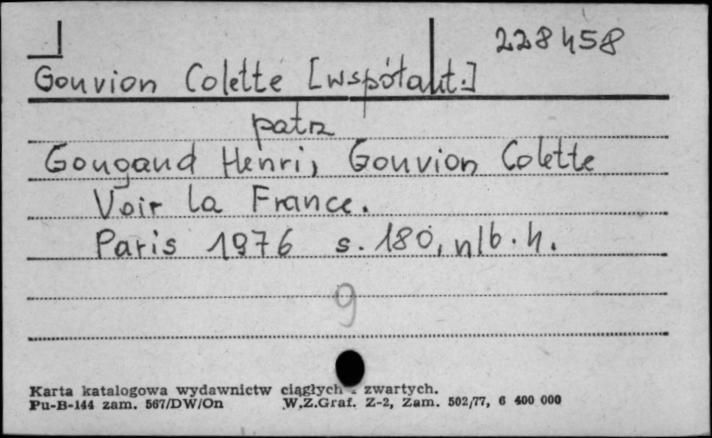 228458
Gouvion Colette [współaut.]
patrz
Gougaud Henri, Gouvion Colette
Voir la France.
Paris 1976 s. 180, nlb. h.
9
Karta katalogowa wydawnictw ciągłych i zwartych.
Pu-B-144 zam. 567/DW/On W.Z.Graf. Z-2, Zam. 502/77, 6 400 000